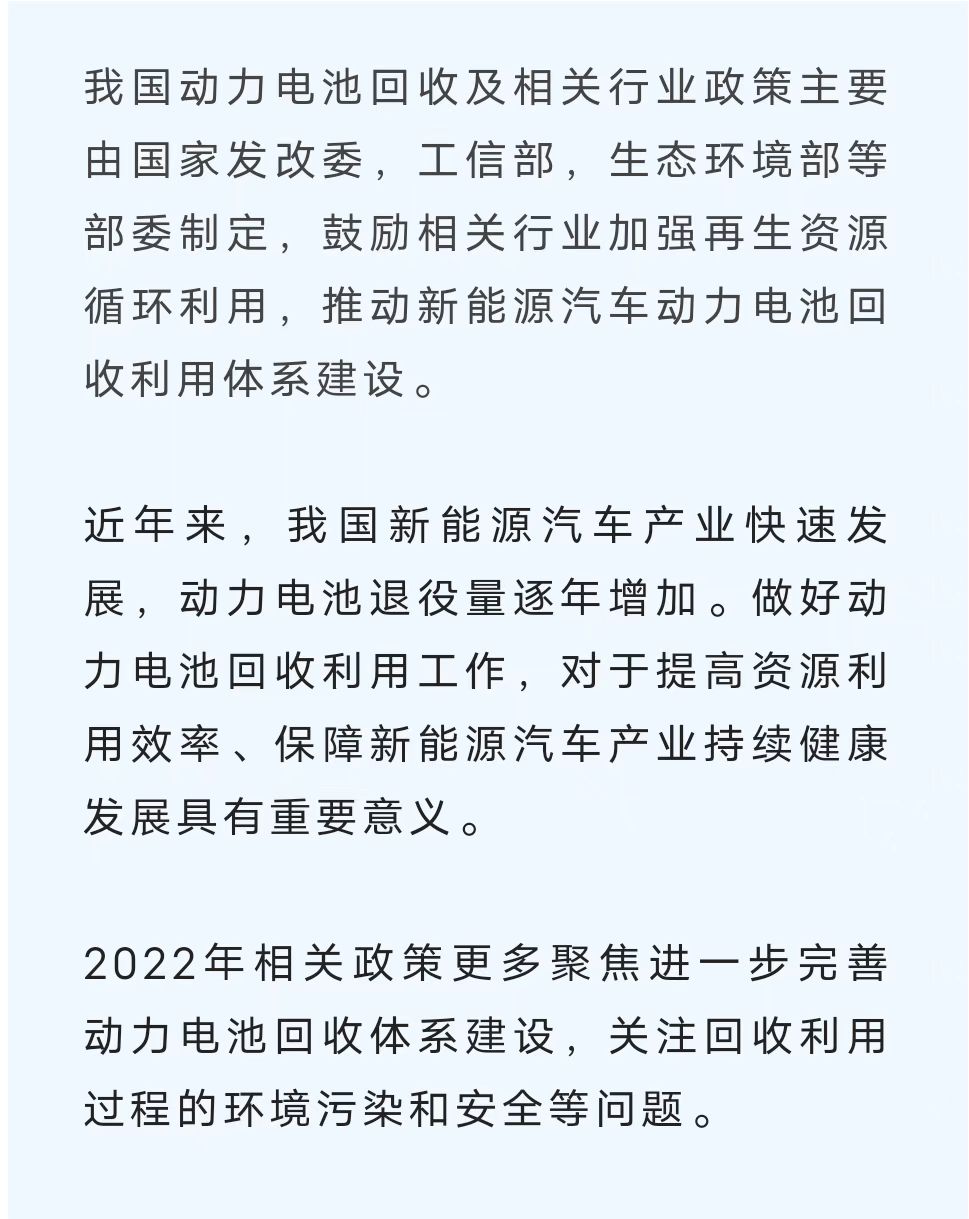 我国动力电池回收及相关行业政策主要
由国家发改委，工信部，生态环境部等
部委制定，鼓励相关行业加强再生资源
循环利用，推动新能源汽车动力电池回
收利用体系建设。
近年来，我国新能源汽车产业快速发
展，动力电池退役量逐年增加。做好动
力电池回收利用工作，对于提高资源利
用效率、保障新能源汽车产业持续健康
发展具有重要意义。
2022年相关政策更多聚焦进一步完善
动力电池回收体系建设，关注回收利用
过程的环境污染和安全等问题。